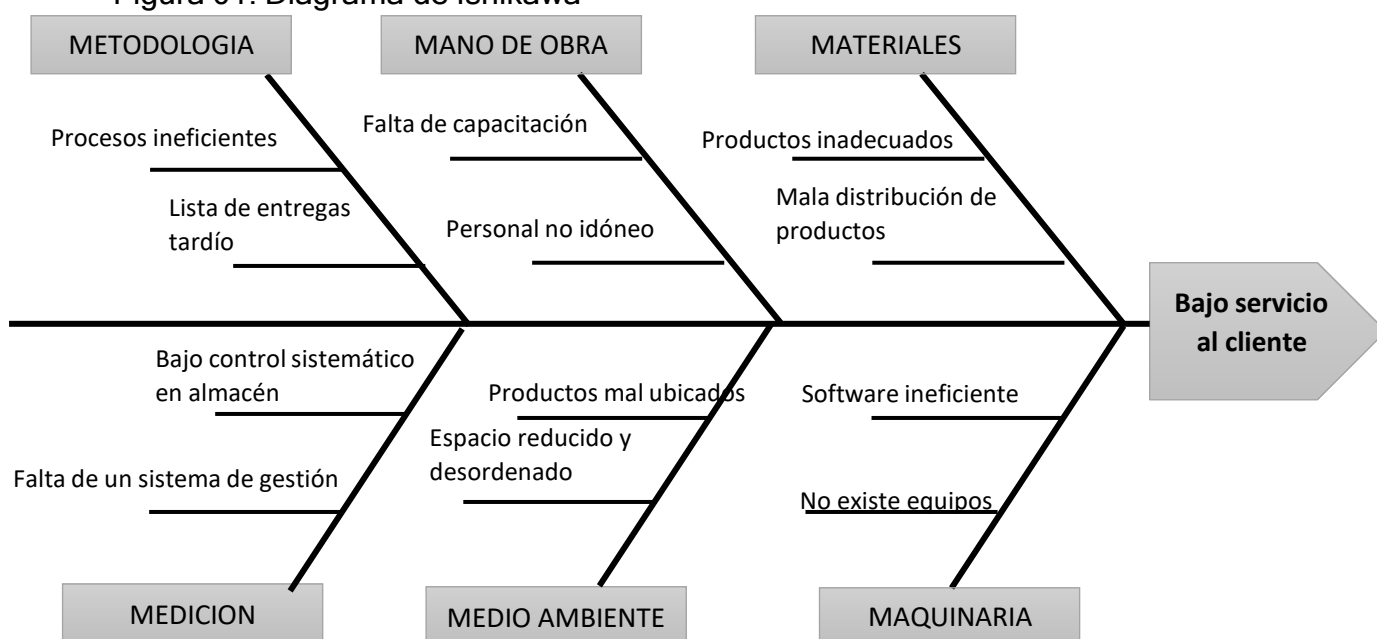 Figura 01. Diagrama de Ishikawa
METODOLOGIA
MANO DE OBRA
MATERIALES
Procesos ineficientes
Lista de entregas
tardío
Falta de capacitación
Personal no idóneo
Productos inadecuados
Mala distribución de
productos
Bajo servicio
al cliente
Bajo control sistemático
en almacén
Falta de un sistema de gestión
Productos mal ubicados
Espacio reducido y
desordenado
Software ineficiente
No existe equipos
MEDICION
MEDIO AMBIENTE
MAQUINARIA